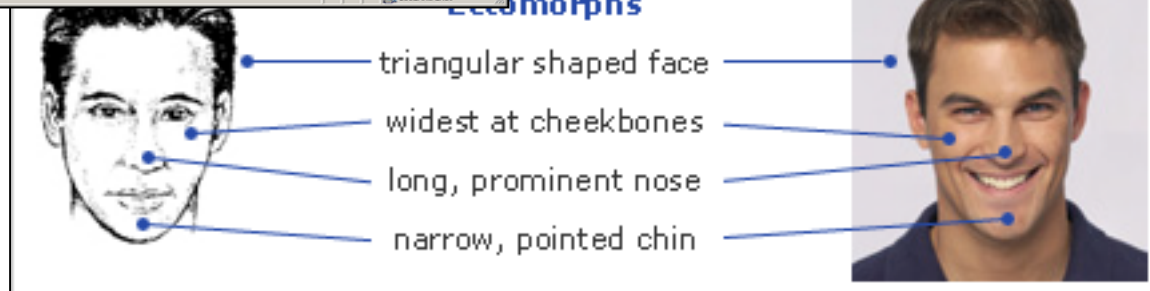 Ectomorphs
triangular shaped face
widest at cheekbones
long, prominent nose
narrow, pointed chin